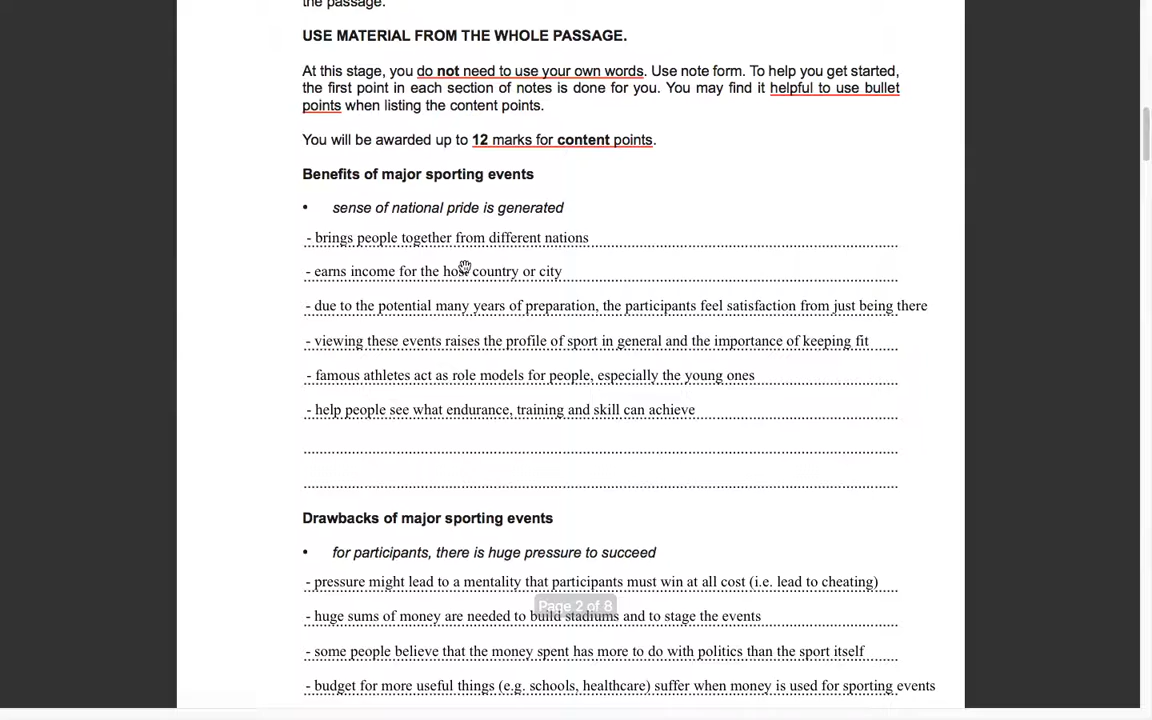 the passage.
USE MATERIAL FROM THE WHOLE PASSAGE.
At this stage, you do not need to use your own words. Use note form. To help you get started,
the first point in each section of notes is done for you. You may find it helpful to use bullet
points when listing the content points.
You will be awarded up to 12 marks for content points.
Benefits of major sporting events
• sense of national pride is generated
- brings people together from different nations
- earns income for the host country or city
- due to the potential many years of preparation, the participants feel satisfaction from just being there
- viewing these events raises the profile of sport in general and the importance of keeping fit
- famous athletes act as role models for people, especially the young ones
- help people see what endurance, training and skill can achieve
Drawbacks of major sporting events
• for participants, there is huge pressure to succeed
- pressure might lead to a mentality that participants must win at all cost (i.e. lead to cheating)
Page 2 of 8
- huge sums of money are needed to build stadiums and to stage the events
- some people believe that the money spent has more to do with politics than the sport itself
- budget for more useful things (e.g. schools, healthcare) suffer when money is used for sporting events